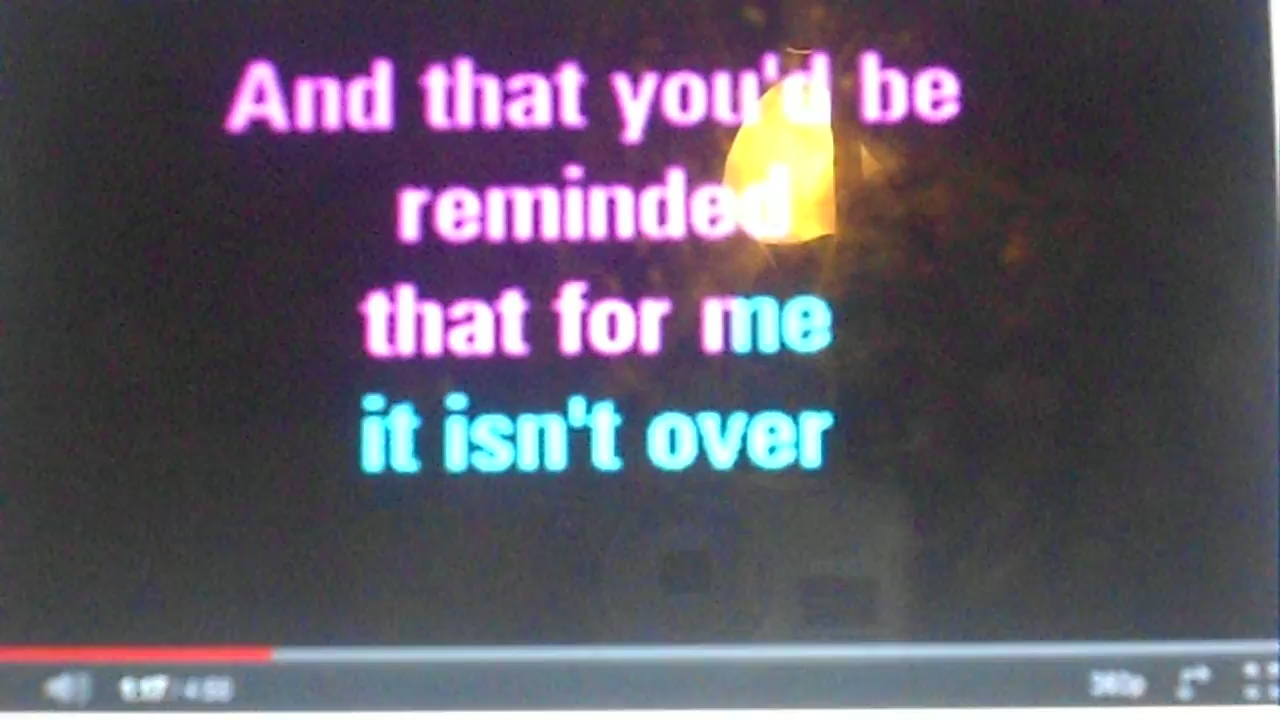 And that you'd be
reminded
that for me
it isn't over